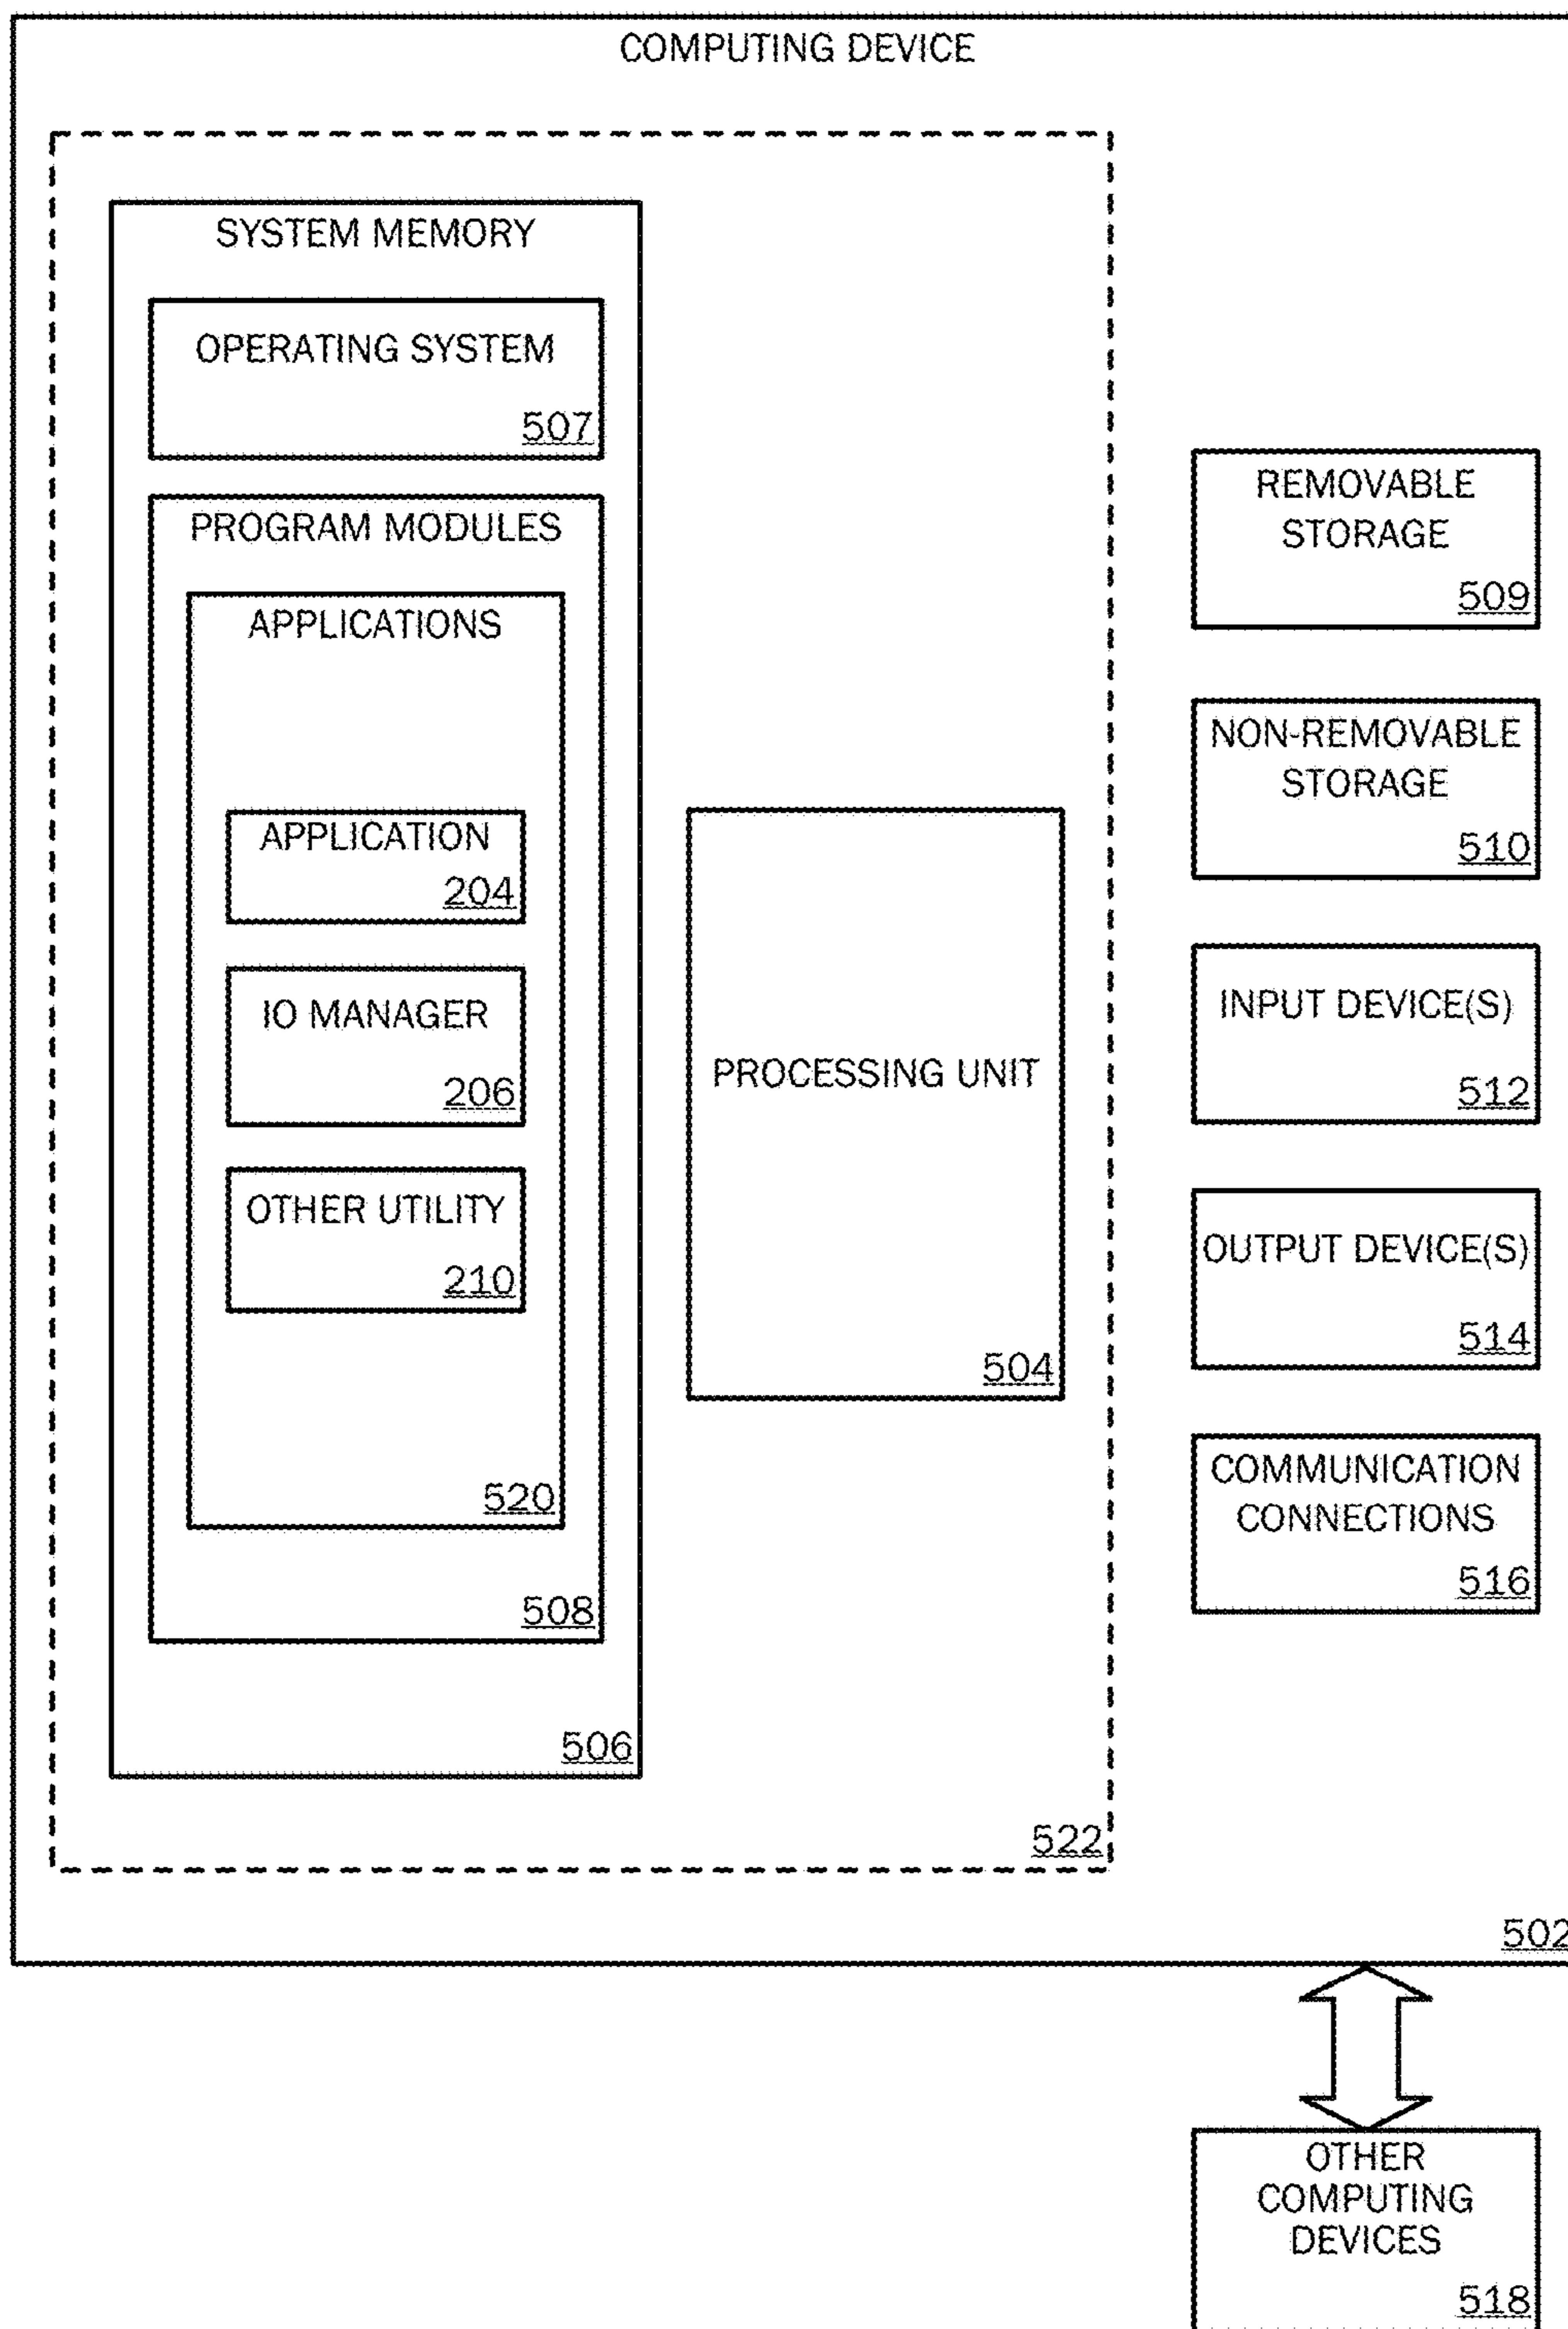 COMPUTING DEVICE
SYSTEM MEMORY
OPERATING SYSTEM
507
PROGRAM MODULES
APPLICATIONS
APPLICATION
204
IO MANAGER
206
OTHER UTILITY
210
520
508
506
PROCESSING UNIT
504
522
REMOVABLE
STORAGE
509
NON-REMOVABLE
STORAGE
510
INPUT DEVICE(S)
512
OUTPUT DEVICE(S)
514
COMMUNICATION
CONNECTIONS
516
502
OTHER
COMPUTING
DEVICES
518